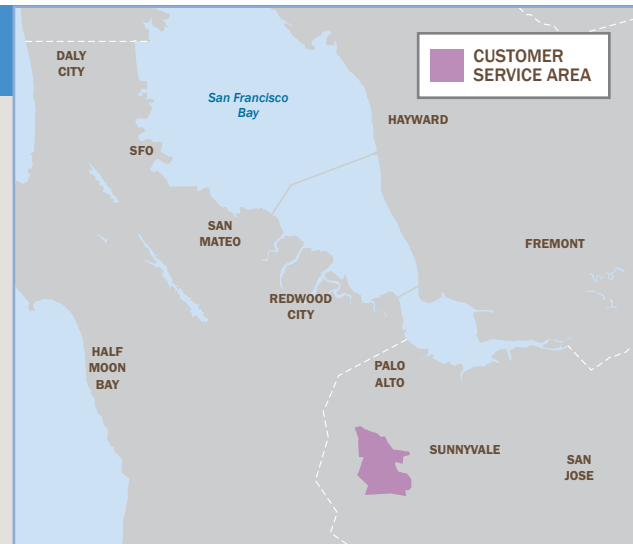 DALY
CITY
CUSTOMER
SERVICE AREA
San Francisco
Bay
HAYWARD
SFO
SAN
MATEO
FREMONT
REDWOOD
CITY
HALF
MOON
BAY
PALO
ALTO
SUNNYVALE
SAN
JOSE